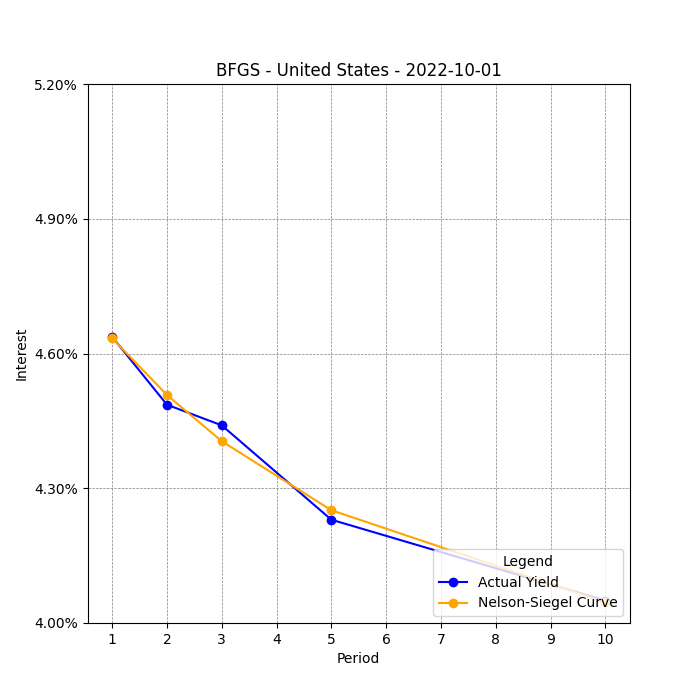 BFGS - United States - 2022-10-01
5.20%
4.90%
4.60%
4.30%
4.00%
Interest
1 2 3 4 5 6 7 8 9 10
Period
Legend
Actual Yield
Nelson-Siegel Curve